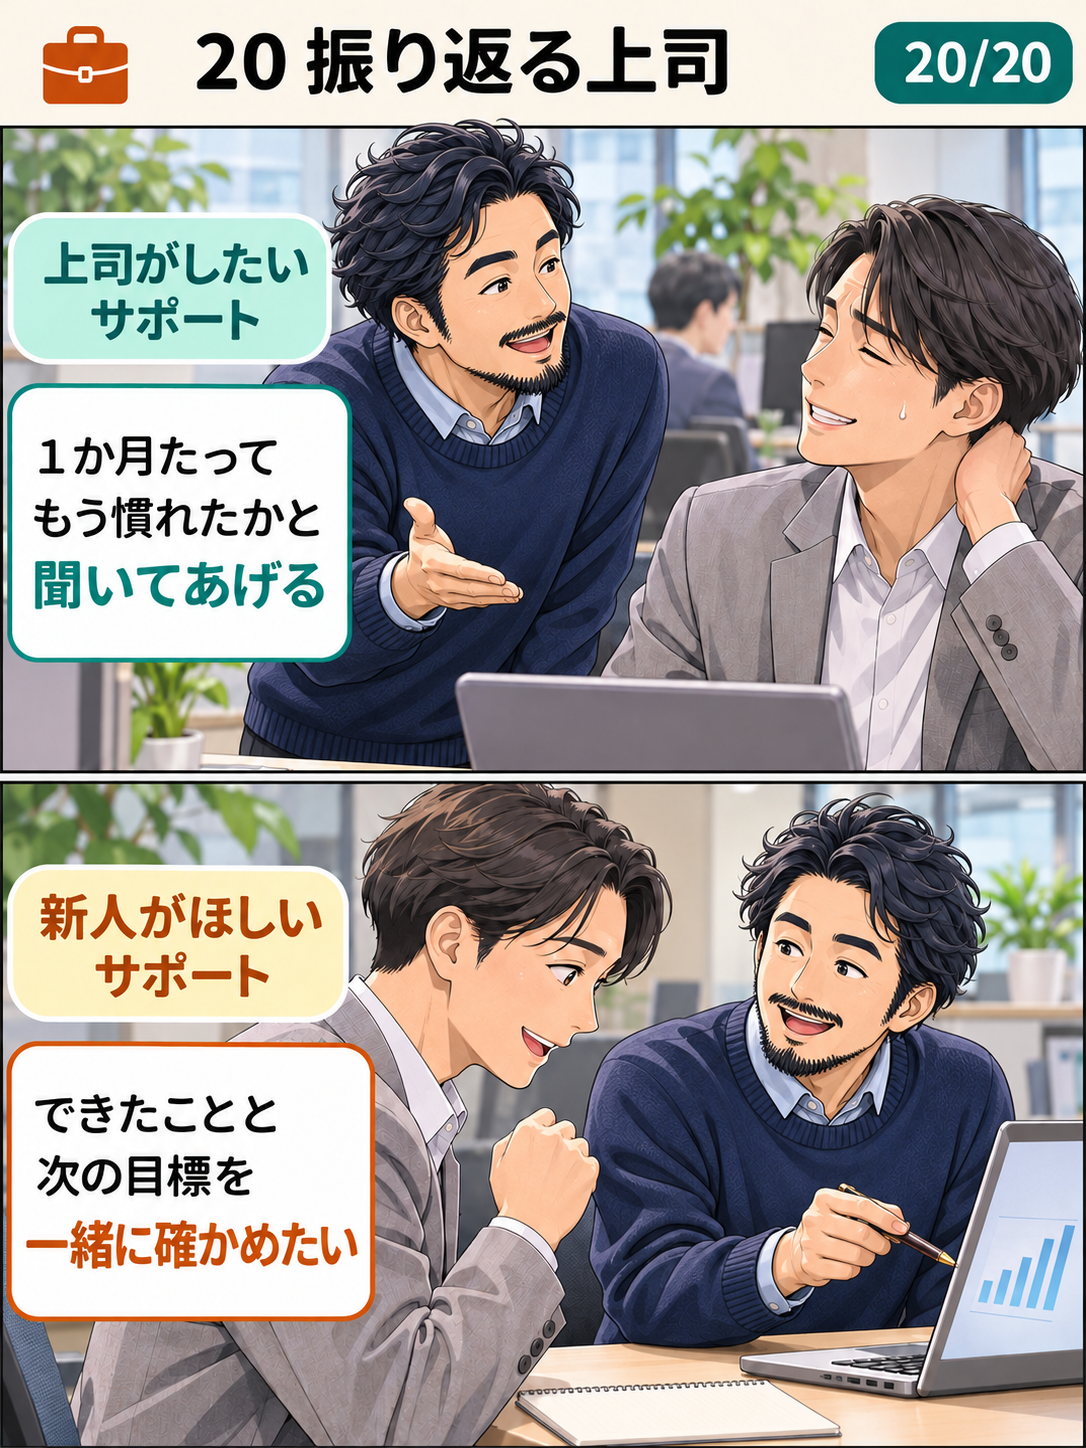 20 振り返る上司
20/20
上司がしたい
サポート
１か月たって
もう慣れたかと
聞いてあげる
新人がほしい
サポート
できたことと
次の目標を
一緒に確かめたい